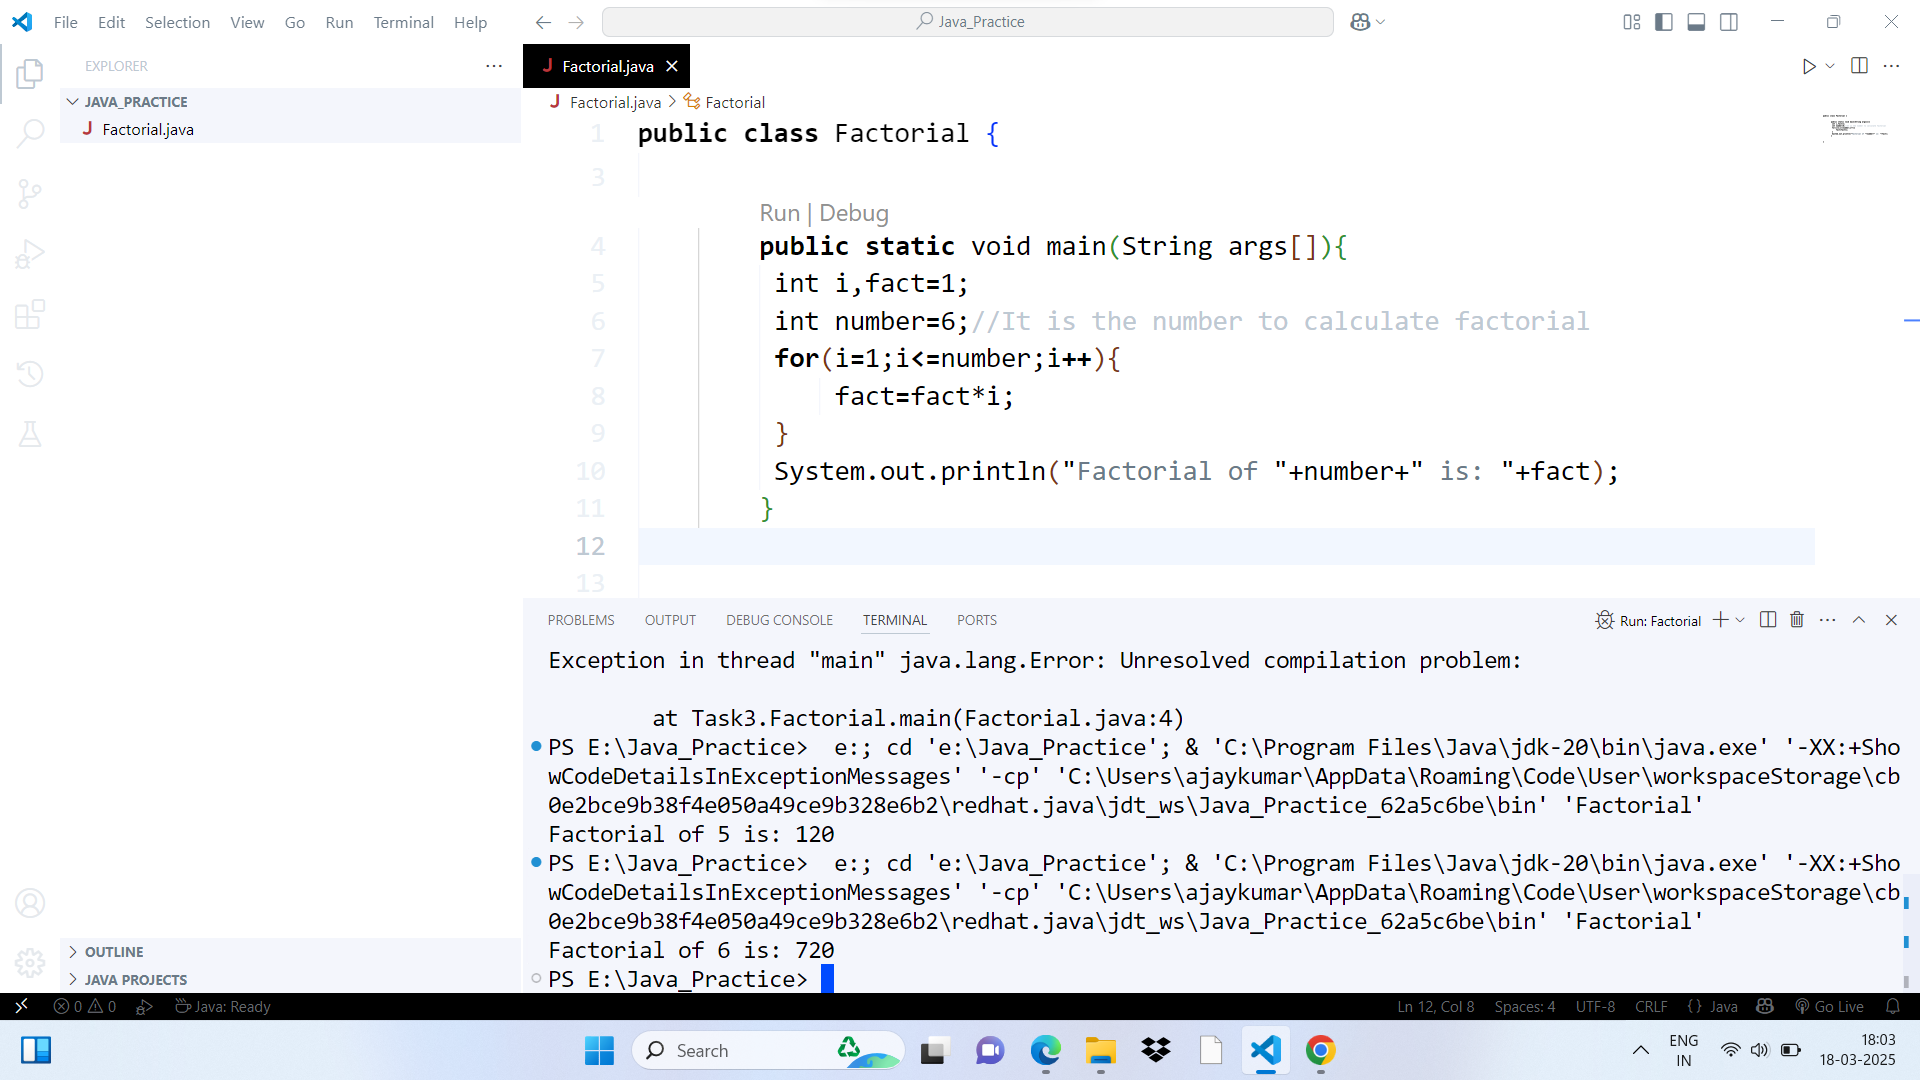 File Edit Selection View Go Run Terminal Help
Java_Practice
EXPLORER
JAVA_PRACTICE
J Factorial.java
OUTLINE
JAVA PROJECTS
J Factorial.java
J Factorial.java > Factorial
1 public class Factorial {
3
Run | Debug
4 public static void main(String args[]){
5 int i,fact=1;
6 int number=6;//It is the number to calculate factorial
7 for(i=1;i<=number;i++){
8 fact=fact*i;
9 }
10 System.out.println("Factorial of "+number+" is: "+fact);
11 }
12
13
PROBLEMS OUTPUT DEBUG CONSOLE TERMINAL PORTS
Run: Factorial
Exception in thread "main" java.lang.Error: Unresolved compilation problem:
at Task3.Factorial.main(Factorial.java:4)
PS E:\Java_Practice>  e:; cd 'e:\Java_Practice'; & 'C:\Program Files\Java\jdk-20\bin\java.exe' '-XX:+Sho
wCodeDetailsInExceptionMessages' '-cp' 'C:\Users\ajaykumar\AppData\Roaming\Code\User\workspaceStorage\cb
0e2bce9b38f4e050a49ce9b328e6b2\redhat.java\jdt_ws\Java_Practice_62a5c6be\bin' 'Factorial'
Factorial of 5 is: 120
PS E:\Java_Practice>  e:; cd 'e:\Java_Practice'; & 'C:\Program Files\Java\jdk-20\bin\java.exe' '-XX:+Sho
wCodeDetailsInExceptionMessages' '-cp' 'C:\Users\ajaykumar\AppData\Roaming\Code\User\workspaceStorage\cb
0e2bce9b38f4e050a49ce9b328e6b2\redhat.java\jdt_ws\Java_Practice_62a5c6be\bin' 'Factorial'
Factorial of 6 is: 720
PS E:\Java_Practice>
0 0 Java: Ready
Ln 12, Col 8 Spaces: 4 UTF-8 CRLF {} Java Go Live
Search
ENG
IN
18:03
18-03-2025